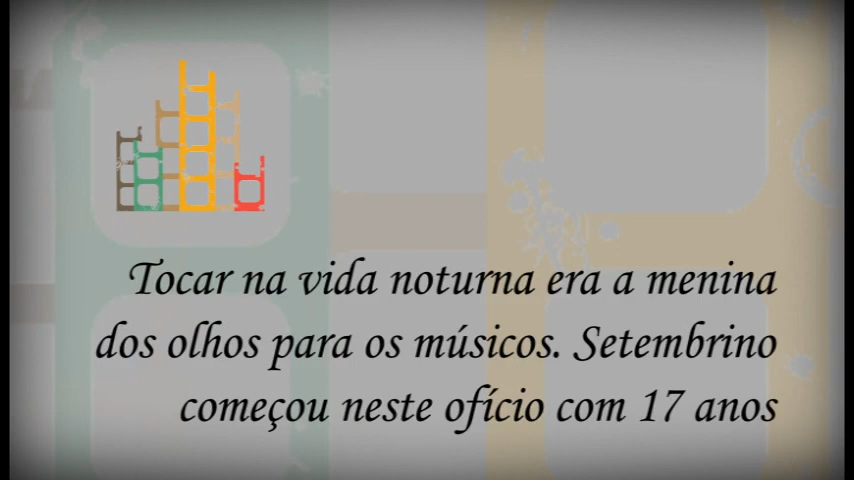 Tocar na vida noturna era a menina
dos olhos para os músicos. Setembrino
começou neste ofício com 17 anos